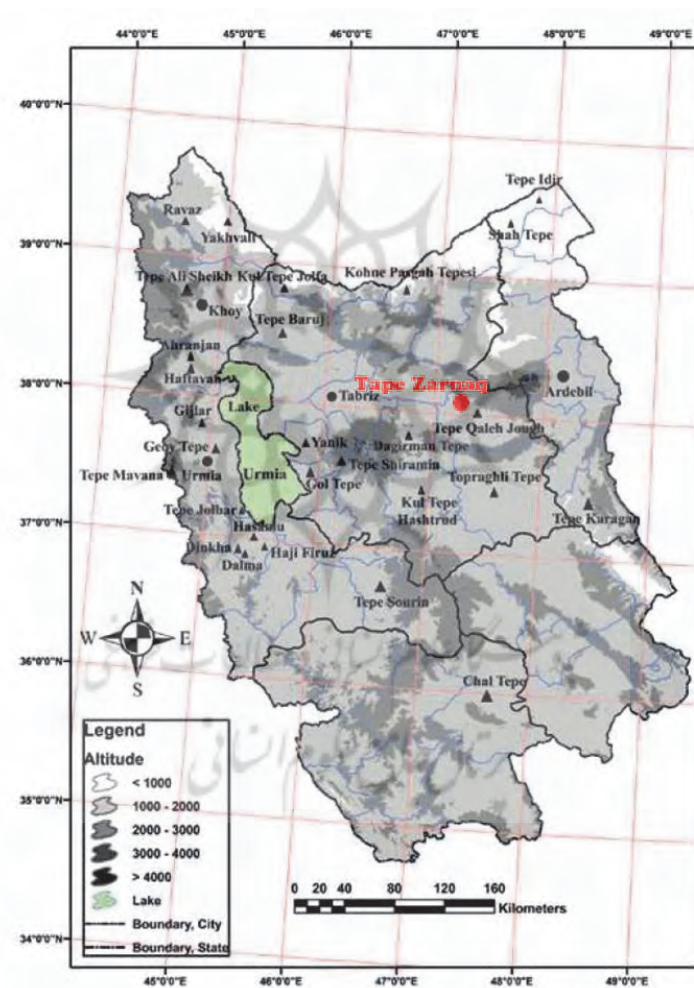 44°0'0"E 45°0'0"E 46°0'0"E 47°0'0"E 48°0'0"E 49°0'0"E
40°0'0"N
39°0'0"N
38°0'0"N
37°0'0"N
36°0'0"N
35°0'0"N
34°0'0"N
Tepe Idir
Ravaz
Yakhvali
Shah Tepe
Tepe Ali Sheikh
Kul Tepe Jolfa
Kohne Pasgah Tepesi
Khoy
Tepe Baruj
Ahranjan
Haftavan
Tape Zarnaq
Ardebil
Lake
Tabriz
Gijlar
Tepe Qaleh Jough
Yanik
Dagirman Tepe
Geoy Tepe
Tepe Mavana
Urmia
Urmia
Tepe Shiramin
Gol Tepe
Topraghli Tepe
Kul Tepe
Hashtrud
Tepe Jolbar
Tepe Karagan
Hasanlu
Dinkha
Haji Firuz
Dalma
Tepe Sourin
N
W E
S
Chal Tepe
Legend
Altitude
< 1000
1000 - 2000
2000 - 3000
3000 - 4000
> 4000
Lake
Boundary, City
Boundary, State
0 20 40 80 120 160
Kilometers
45°0'0"E 46°0'0"E 47°0'0"E 48°0'0"E